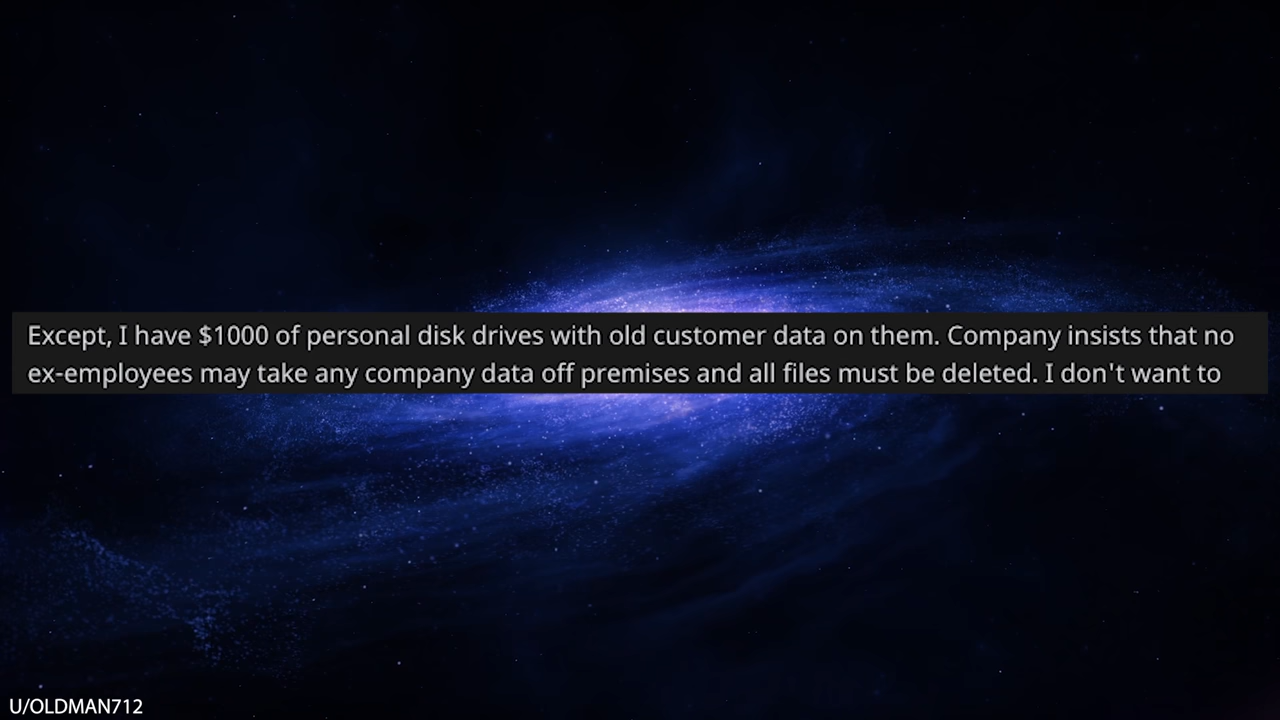 Except, I have $1000 of personal disk drives with old customer data on them. Company insists that no
ex-employees may take any company data off premises and all files must be deleted. I don't want to
U/OLDMAN712